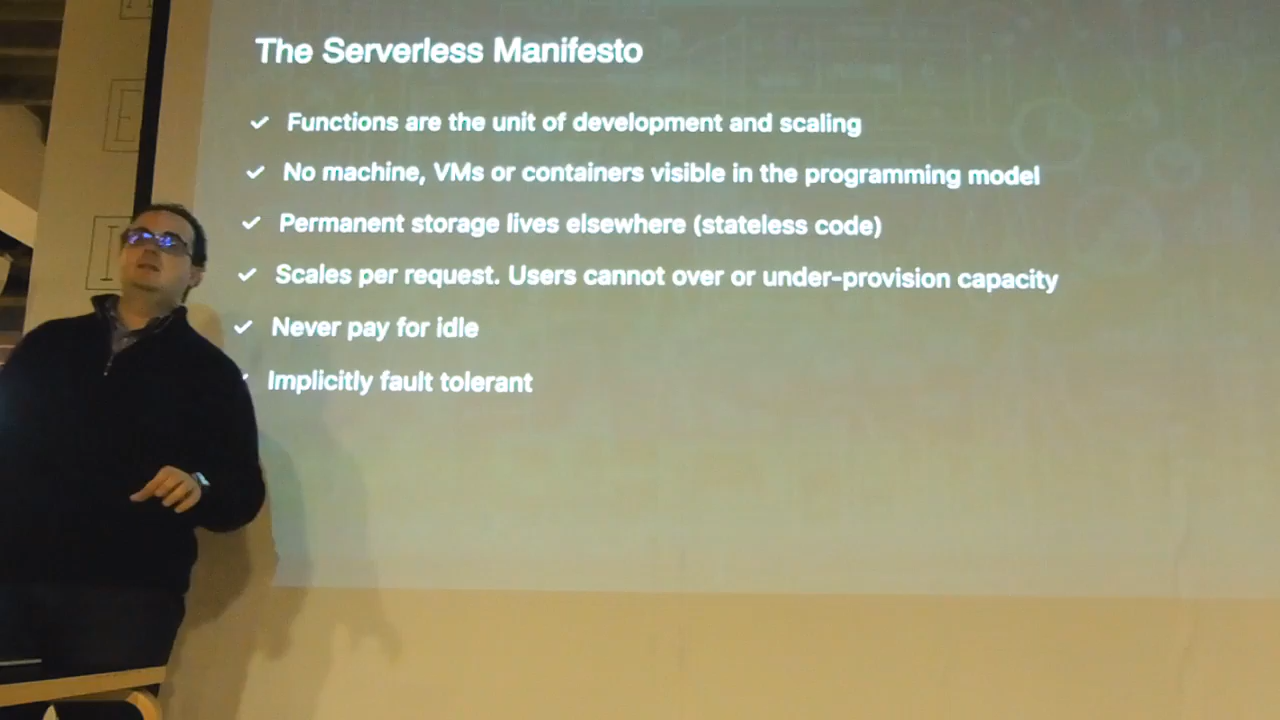 The Serverless Manifesto
Functions are the unit of development and scaling
No machine, VMs or containers visible in the programming model
Permanent storage lives elsewhere (stateless code)
Scales per request. Users cannot over or under-provision capacity
Never pay for idle
Implicitly fault tolerant